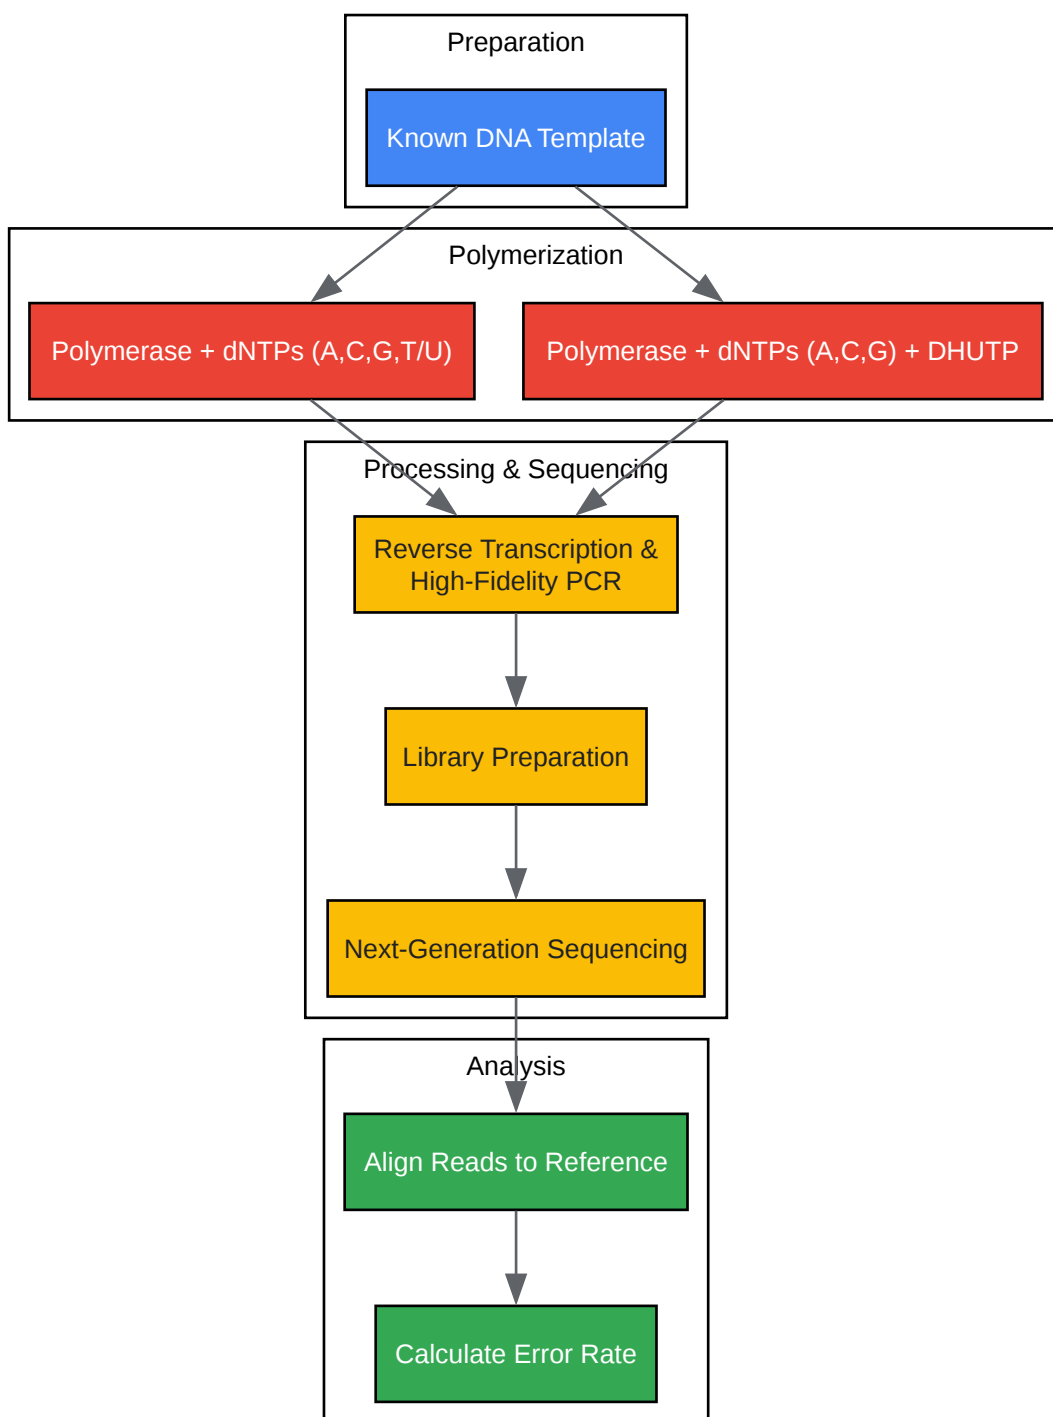 Preparation
Known DNA Template
Polymerization
Polymerase + dNTPs (A,C,G,T/U)
Polymerase + dNTPs (A,C,G) + DHUTP
Processing & Sequencing
Reverse Transcription &
High-Fidelity PCR
Library Preparation
Next-Generation Sequencing
Analysis
Align Reads to Reference
Calculate Error Rate